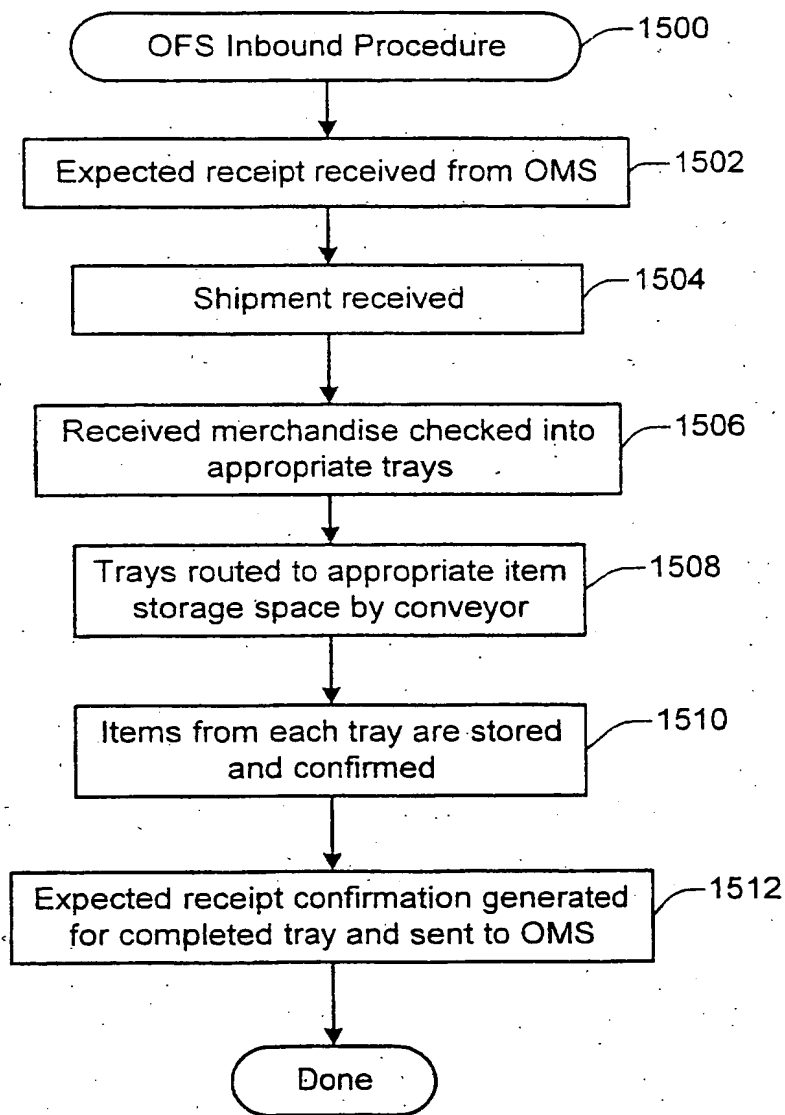 OFS Inbound Procedure
1500
Expected receipt received from OMS
1502
Shipment received
1504
Received merchandise checked into
appropriate trays
1506
Trays routed to appropriate item
storage space by conveyor
1508
Items from each tray are stored
and confirmed
1510
Expected receipt confirmation generated
for completed tray and sent to OMS
1512
Done